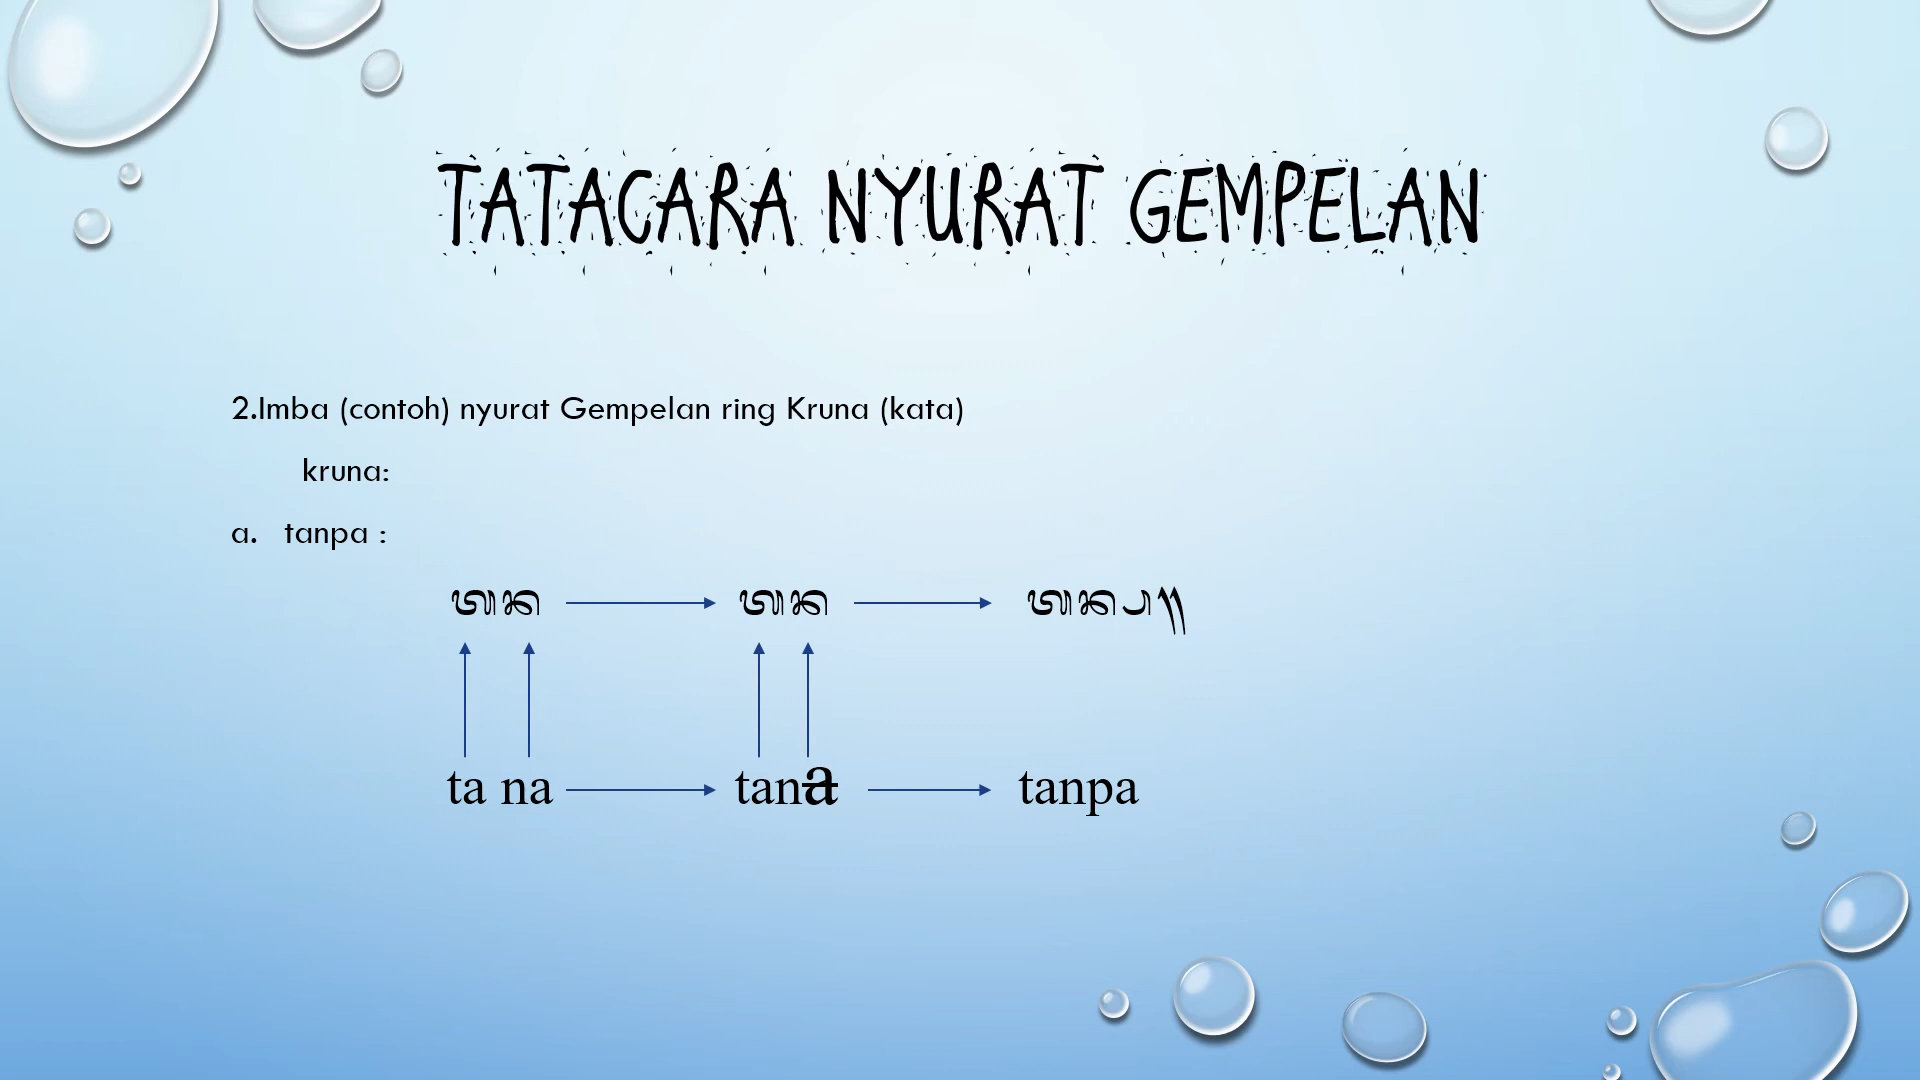 TATACARA NYURAT GEMPELAN
2.Imba (contoh) nyurat Gempelan ring Kruna (kata)
kruna:
a. tanpa :
ᬢᬦ ᬢᬦ ᬢᬦ᭄ᬧ᭟
ta na tana tanpa